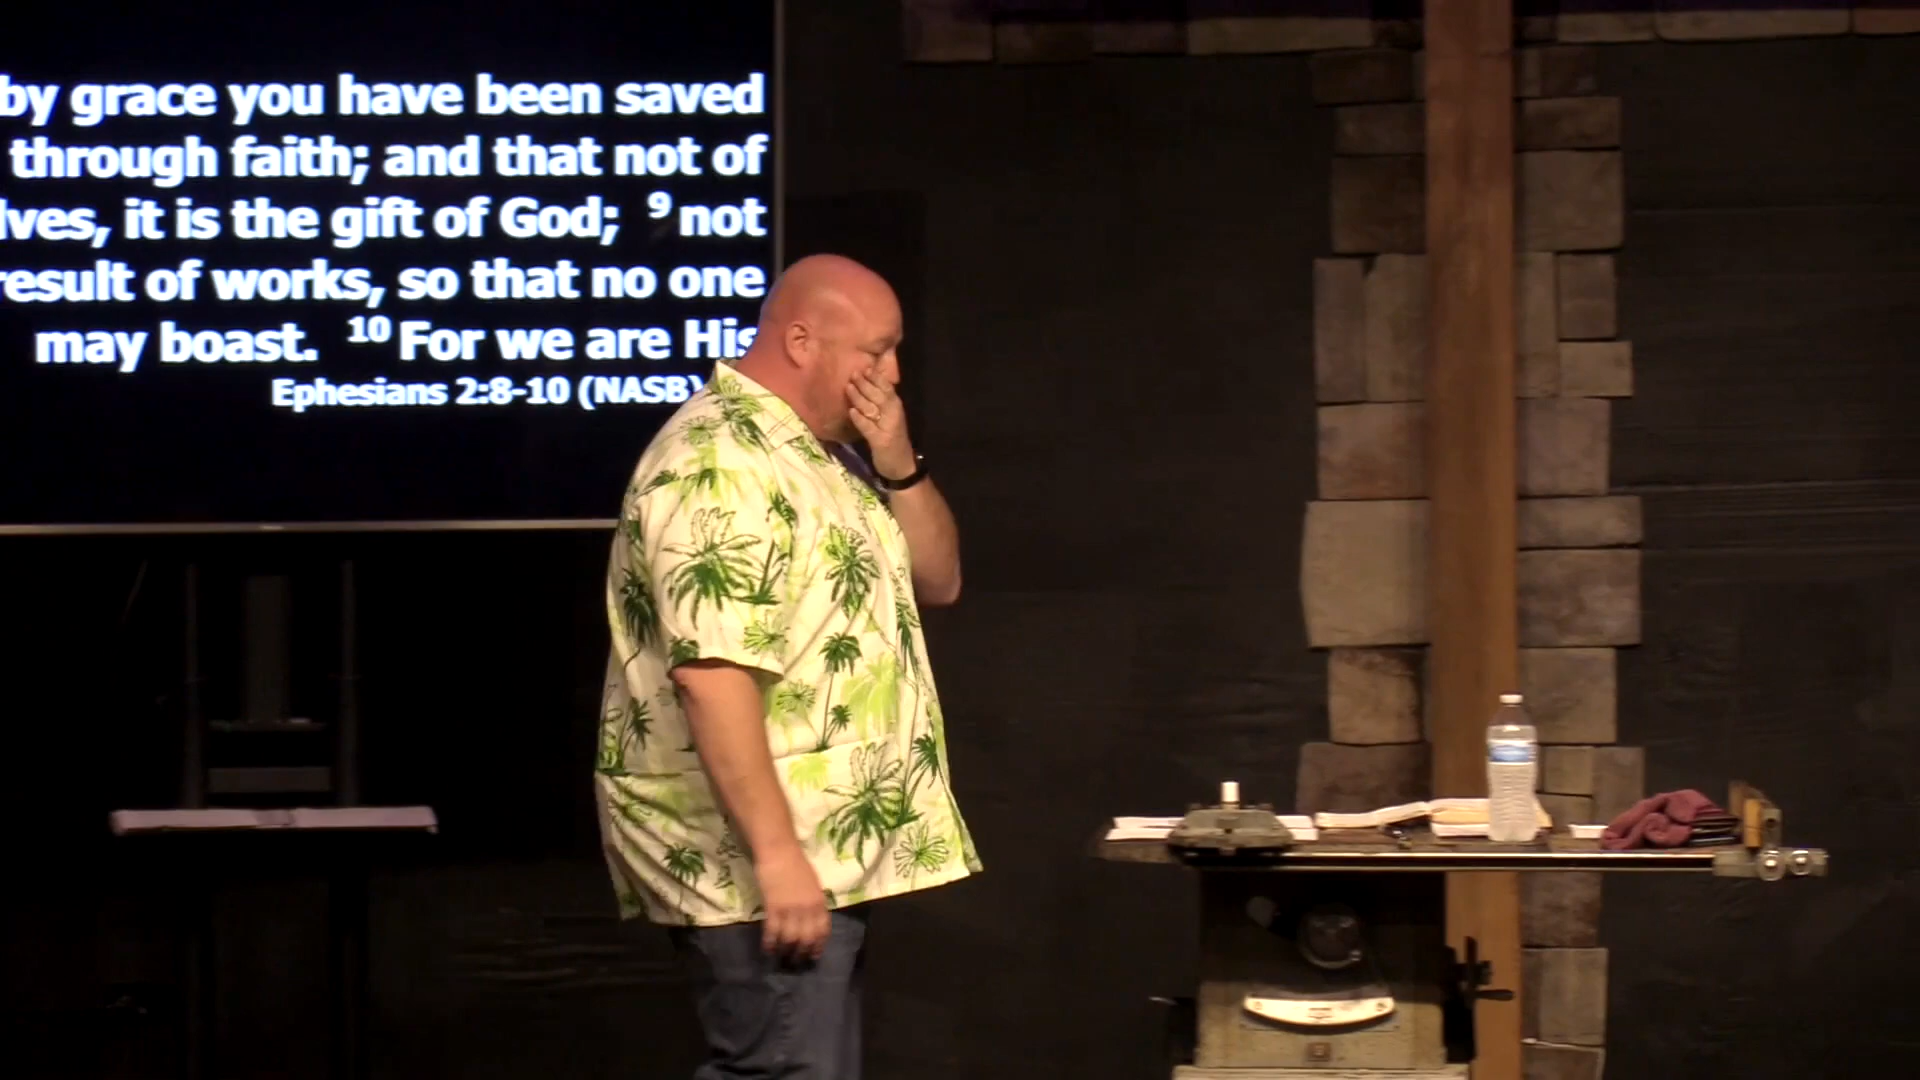 by grace you have been saved
through faith; and that not of
lves, it is the gift of God; 9 not
result of works, so that no one
may boast. 10 For we are His
Ephesians 2:8-10 (NASB)